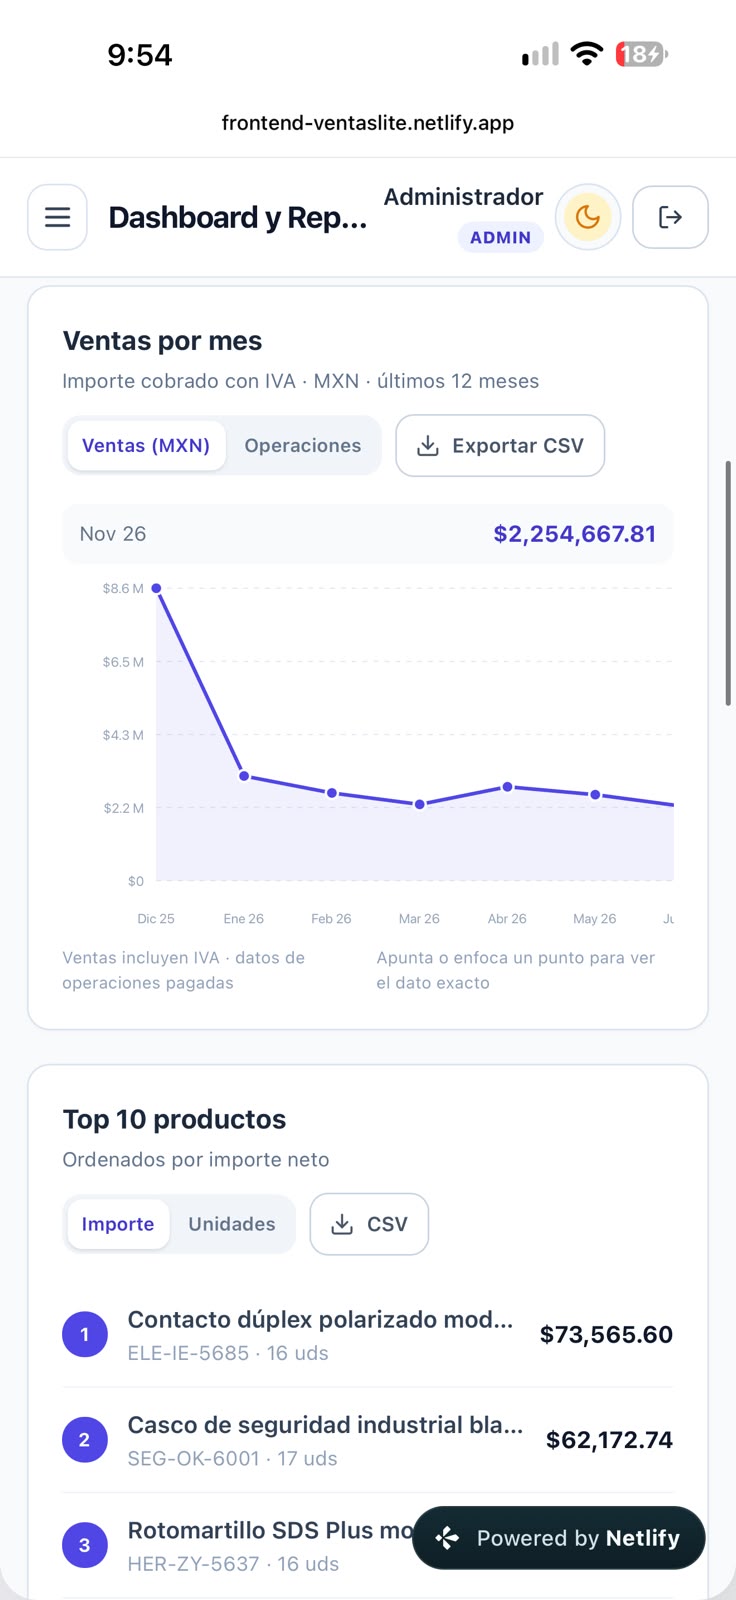 9:54
18
frontend-ventaslite.netlify.app
Dashboard y Rep...
Administrador
ADMIN
Ventas por mes
Importe cobrado con IVA · MXN · últimos 12 meses
Ventas (MXN)
Operaciones
Exportar CSV
Nov 26
$2,254,667.81
$8.6 M
$6.5 M
$4.3 M
$2.2 M
$0
Dic 25
Ene 26
Feb 26
Mar 26
Abr 26
May 26
Ventas incluyen IVA · datos de
operaciones pagadas
Apunta o enfoca un punto para ver
el dato exacto
Top 10 productos
Ordenados por importe neto
Importe
Unidades
CSV
1
Contacto dúplex polarizado mod...
$73,565.60
ELE-IE-5685 · 16 uds
2
Casco de seguridad industrial bla...
$62,172.74
SEG-OK-6001 · 17 uds
3
Rotomartillo SDS Plus mo
HER-ZY-5637 · 16 uds
Powered by Netlify